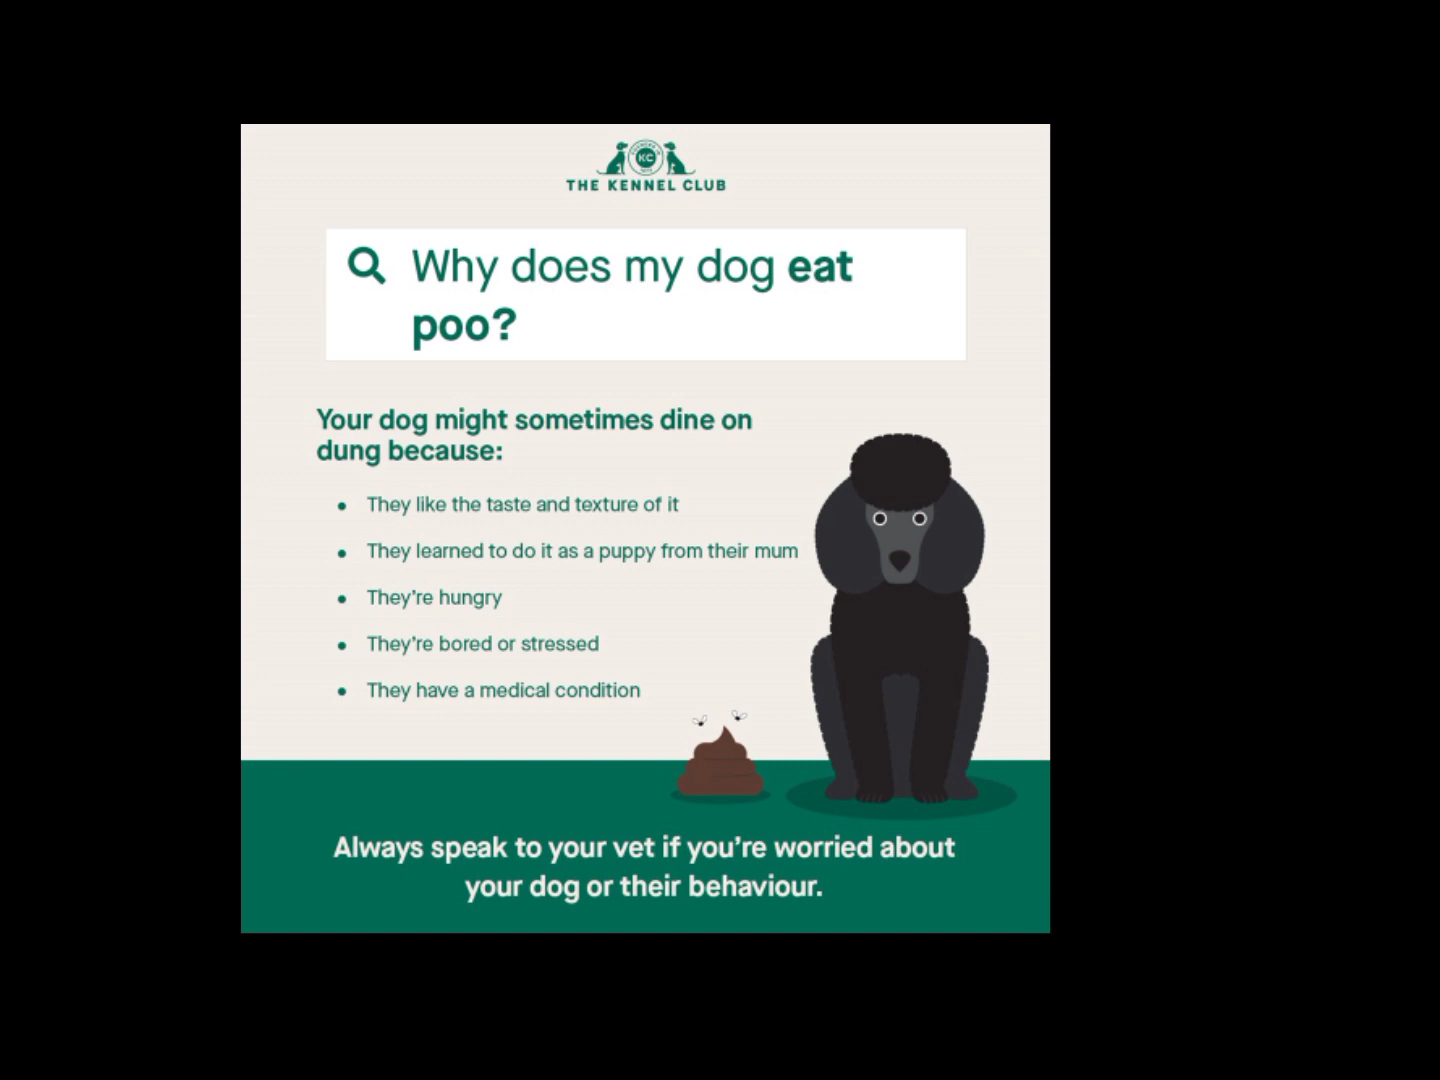 KC
THE KENNEL CLUB
Why does my dog eat
poo?
Your dog might sometimes dine on
dung because:
• They like the taste and texture of it
• They learned to do it as a puppy from their mum
• They’re hungry
• They’re bored or stressed
• They have a medical condition
Always speak to your vet if you’re worried about
your dog or their behaviour.